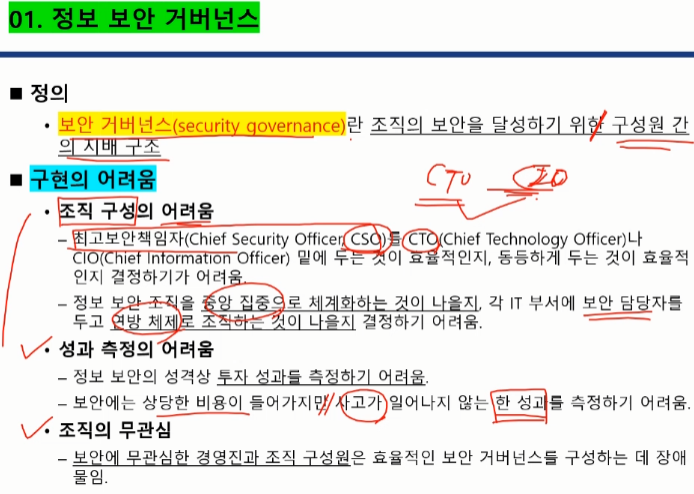 01. 정보 보안 거버넌스
■ 정의
• 보안 거버넌스(security governance)란 조직의 보안을 달성하기 위한 구성원 간
의 지배 구조
CTO CIO
■ 구현의 어려움
• 조직 구성의 어려움
– 최고보안책임자(Chief Security Officer, CSO)를 CTO(Chief Technology Officer)나
CIO(Chief Information Officer) 밑에 두는 것이 효율적인지, 동등하게 두는 것이 효율적
인지 결정하기가 어려움.
– 정보 보안 조직을 중앙 집중으로 체계화하는 것이 나을지, 각 IT 부서에 보안 담당자를
두고 연방 체제로 조직하는 것이 나을지 결정하기 어려움.
• 성과 측정의 어려움
– 정보 보안의 성격상 투자 성과를 측정하기 어려움.
– 보안에는 상당한 비용이 들어가지만 사고가 일어나지 않는 한 성과를 측정하기 어려움.
• 조직의 무관심
– 보안에 무관심한 경영진과 조직 구성원은 효율적인 보안 거버넌스를 구성하는 데 장애
물임.